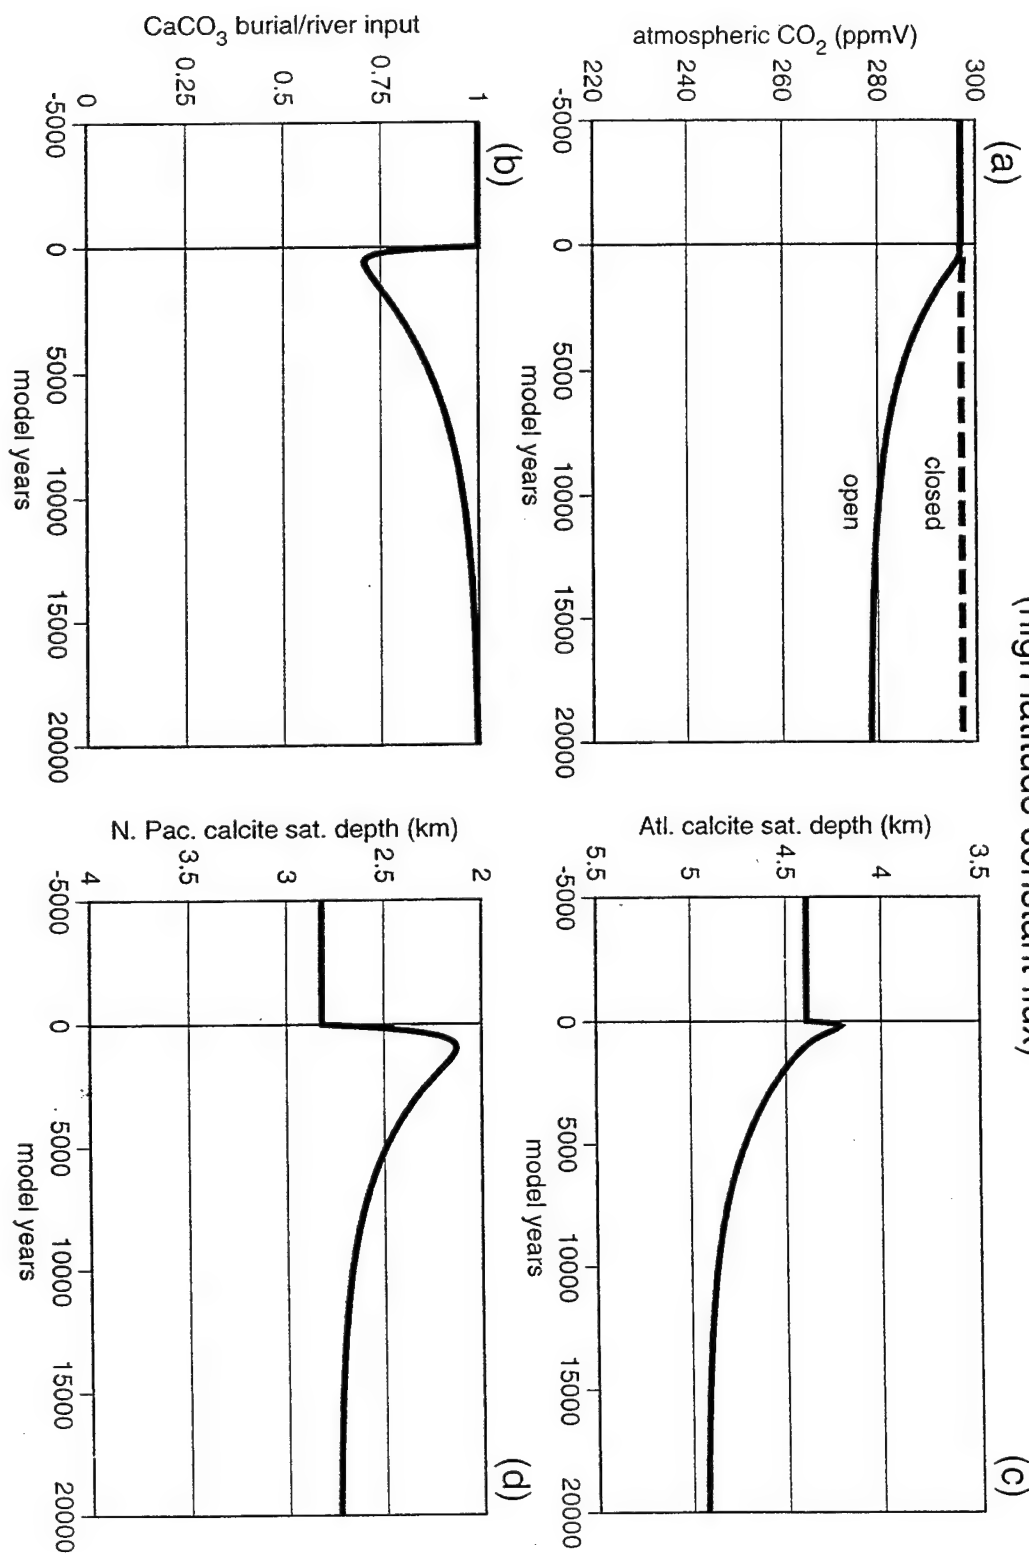 (high latitude constant flux)
(a)
atmospheric CO₂ (ppmV)
300
280
260
240
220
-5000
0
5000
10000
15000
20000
model years
closed
open
(b)
CaCO₃ burial/river input
1
0.75
0.5
0.25
0
-5000
0
5000
10000
15000
20000
model years
(c)
Atl. calcite sat. depth (km)
3.5
4
4.5
5
5.5
-5000
0
5000
10000
15000
20000
model years
(d)
N. Pac. calcite sat. depth (km)
2
2.5
3
3.5
4
-5000
0
5000
10000
15000
20000
model years